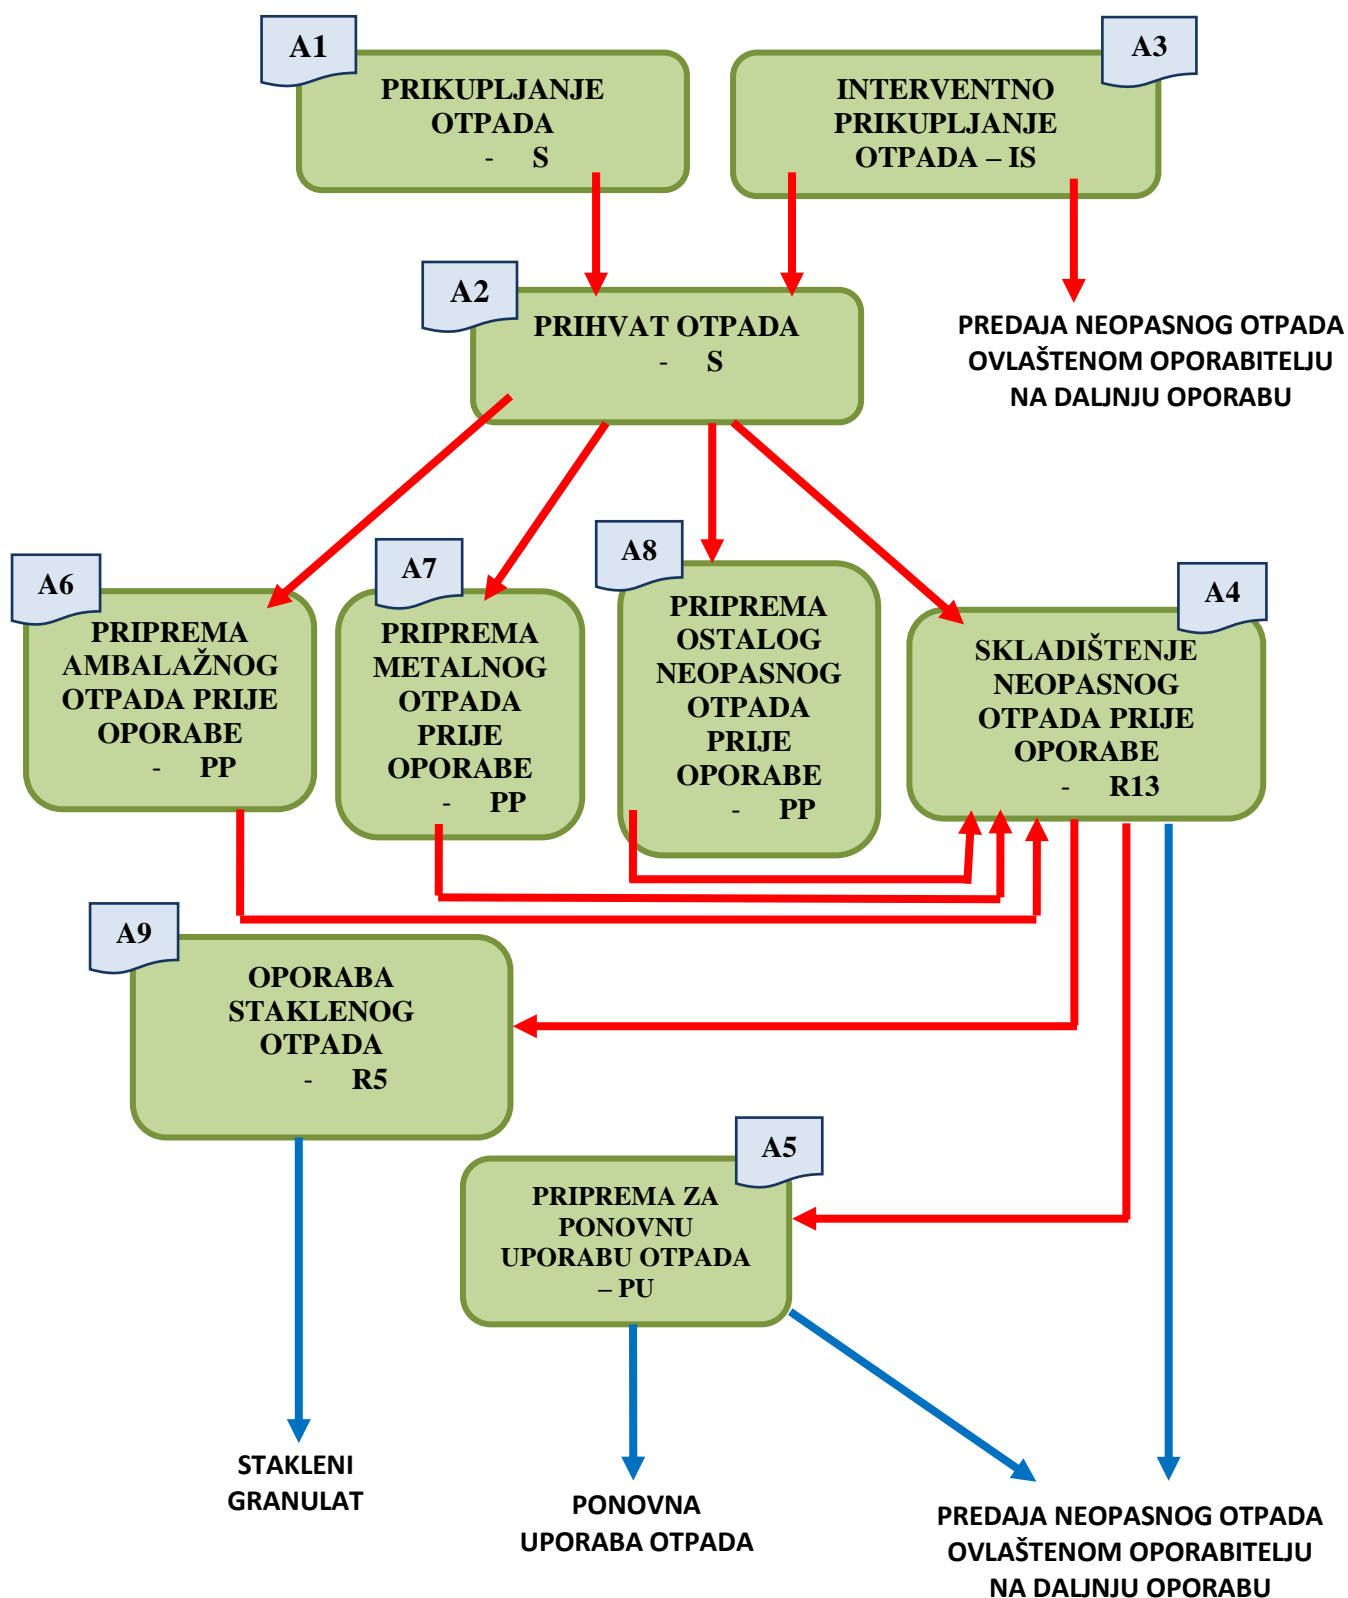 A1
PRIKUPLJANJE
OTPADA
- S
A3
INTERVENTNO
PRIKUPLJANJE
OTPADA – IS
A2
PRIHVAT OTPADA
- S
PREDAJA NEOPASNOG OTPADA
OVLAŠTENOM OPORABITELJU
NA DALJNJU OPORABU
A6
PRIPREMA
AMBALAŽNOG
OTPADA PRIJE
OPORABE
- PP
A7
PRIPREMA
METALNOG
OTPADA
PRIJE
OPORABE
- PP
A8
PRIPREMA
OSTALOG
NEOPASNOG
OTPADA
PRIJE
OPORABE
- PP
A4
SKLADIŠTENJE
NEOPASNOG
OTPADA PRIJE
OPORABE
- R13
A9
OPORABA
STAKLENOG
OTPADA
- R5
A5
PRIPREMA ZA
PONOVNU
UPORABU OTPADA
– PU
STAKLENI
GRANULAT
PONOVNA
UPORABA OTPADA
PREDAJA NEOPASNOG OTPADA
OVLAŠTENOM OPORABITELJU
NA DALJNJU OPORABU